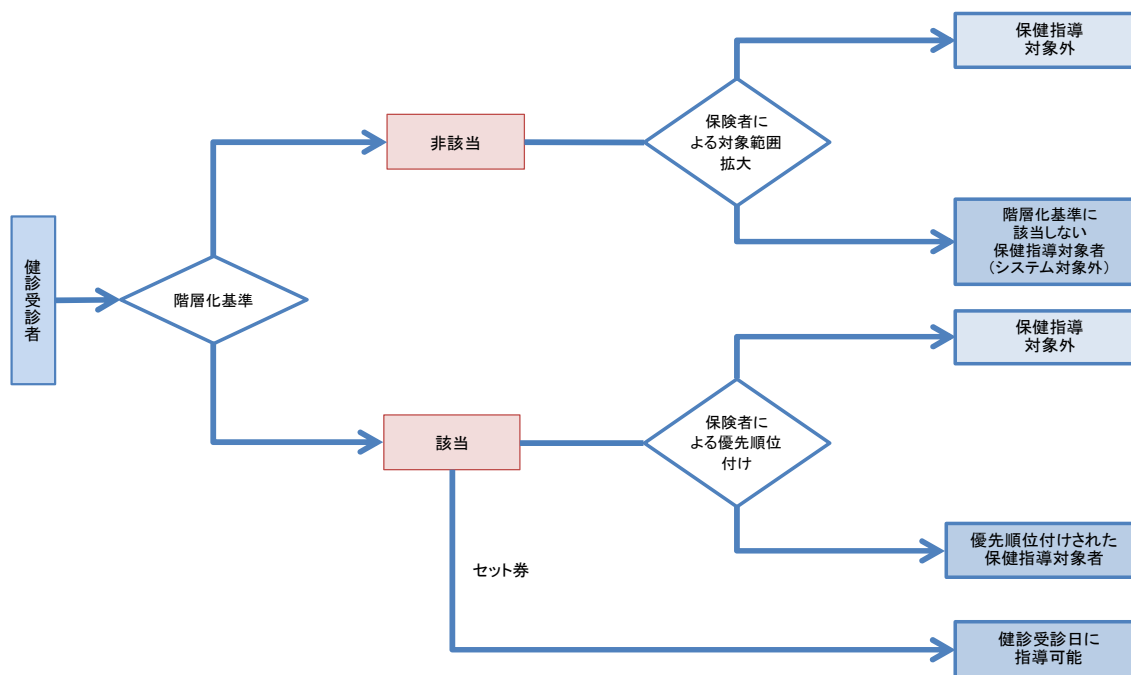 健診受診者
階層化基準
非該当
保険者に
よる対象範囲
拡大
保健指導
対象外
階層化基準に
該当しない
保健指導対象者
(システム対象外)
該当
保険者に
よる優先順位
付け
保健指導
対象外
優先順位付けされた
保健指導対象者
セット券
健診受診日に
指導可能